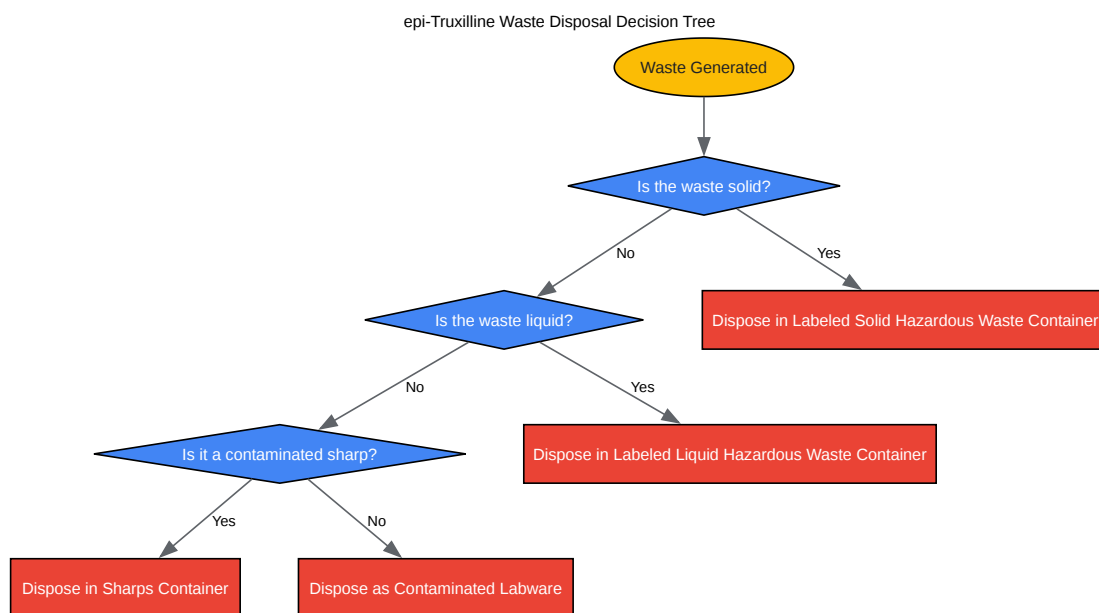 epi-Truxilline Waste Disposal Decision Tree
Waste Generated
Is the waste solid?
No
Yes
Is the waste liquid?
Dispose in Labeled Solid Hazardous Waste Container
No
Yes
Is it a contaminated sharp?
Dispose in Labeled Liquid Hazardous Waste Container
Yes
No
Dispose in Sharps Container
Dispose as Contaminated Labware